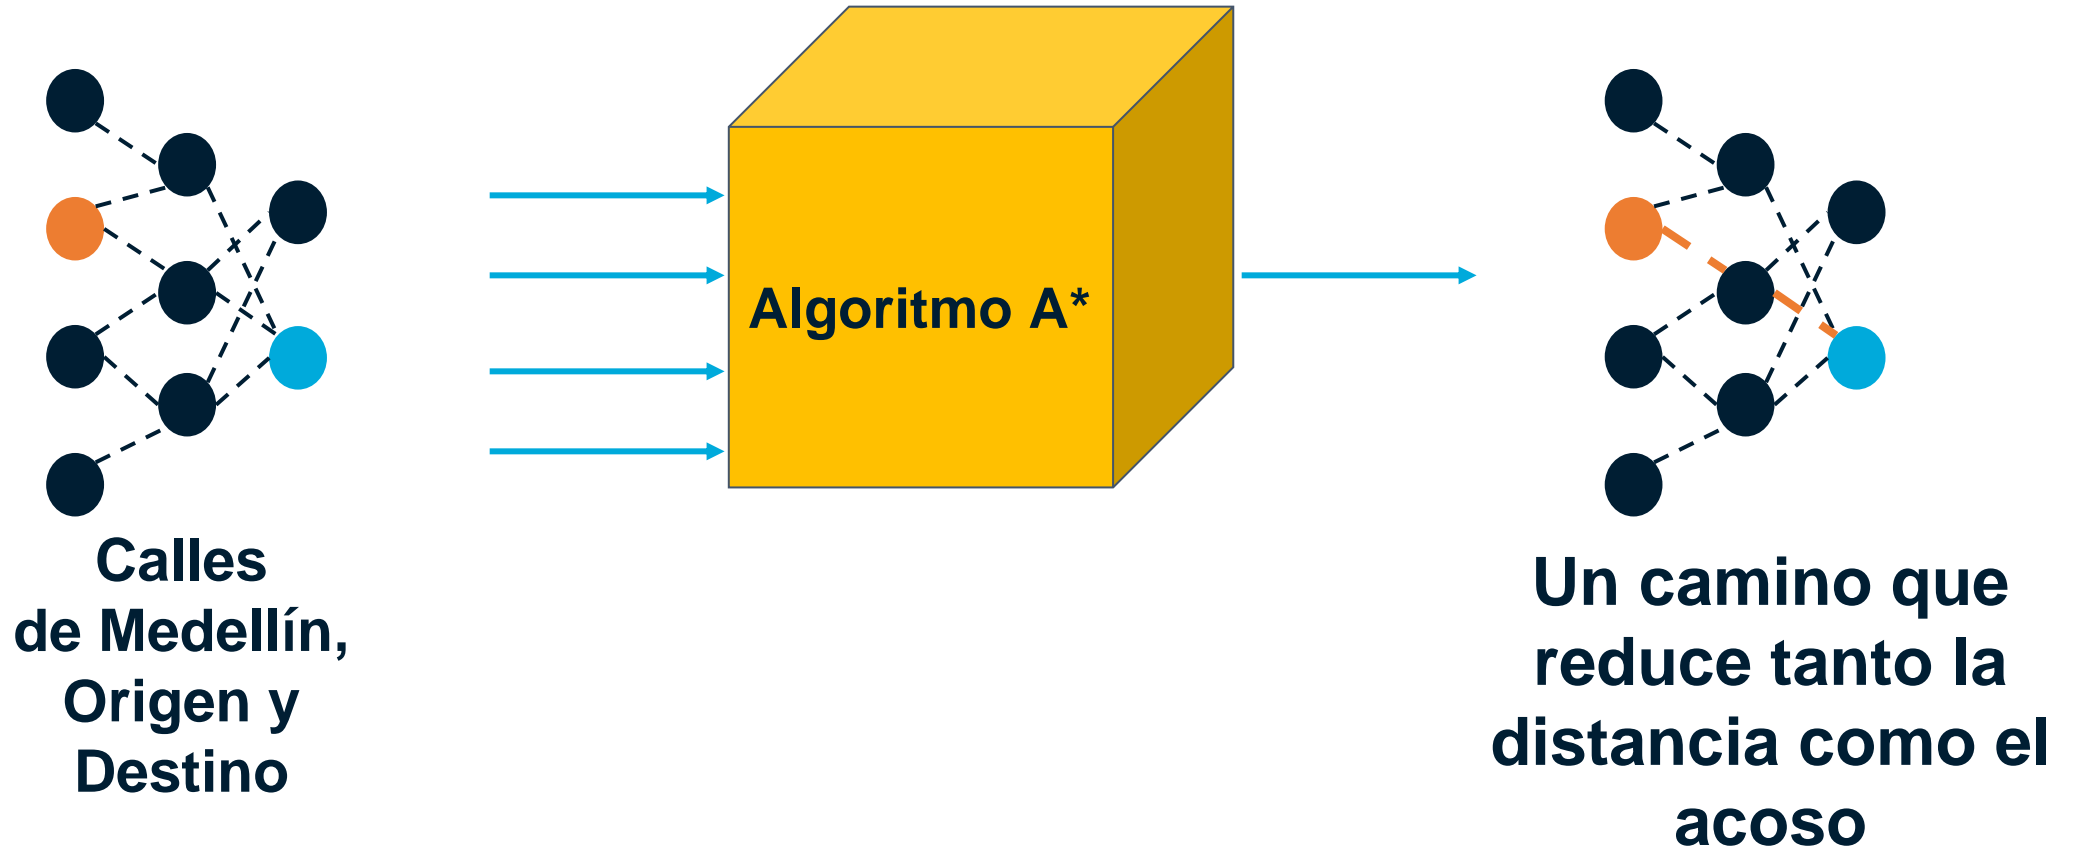 Algoritmo A*
Calles
de Medellín,
Origen y
Destino
Un camino que
reduce tanto la
distancia como el
acoso